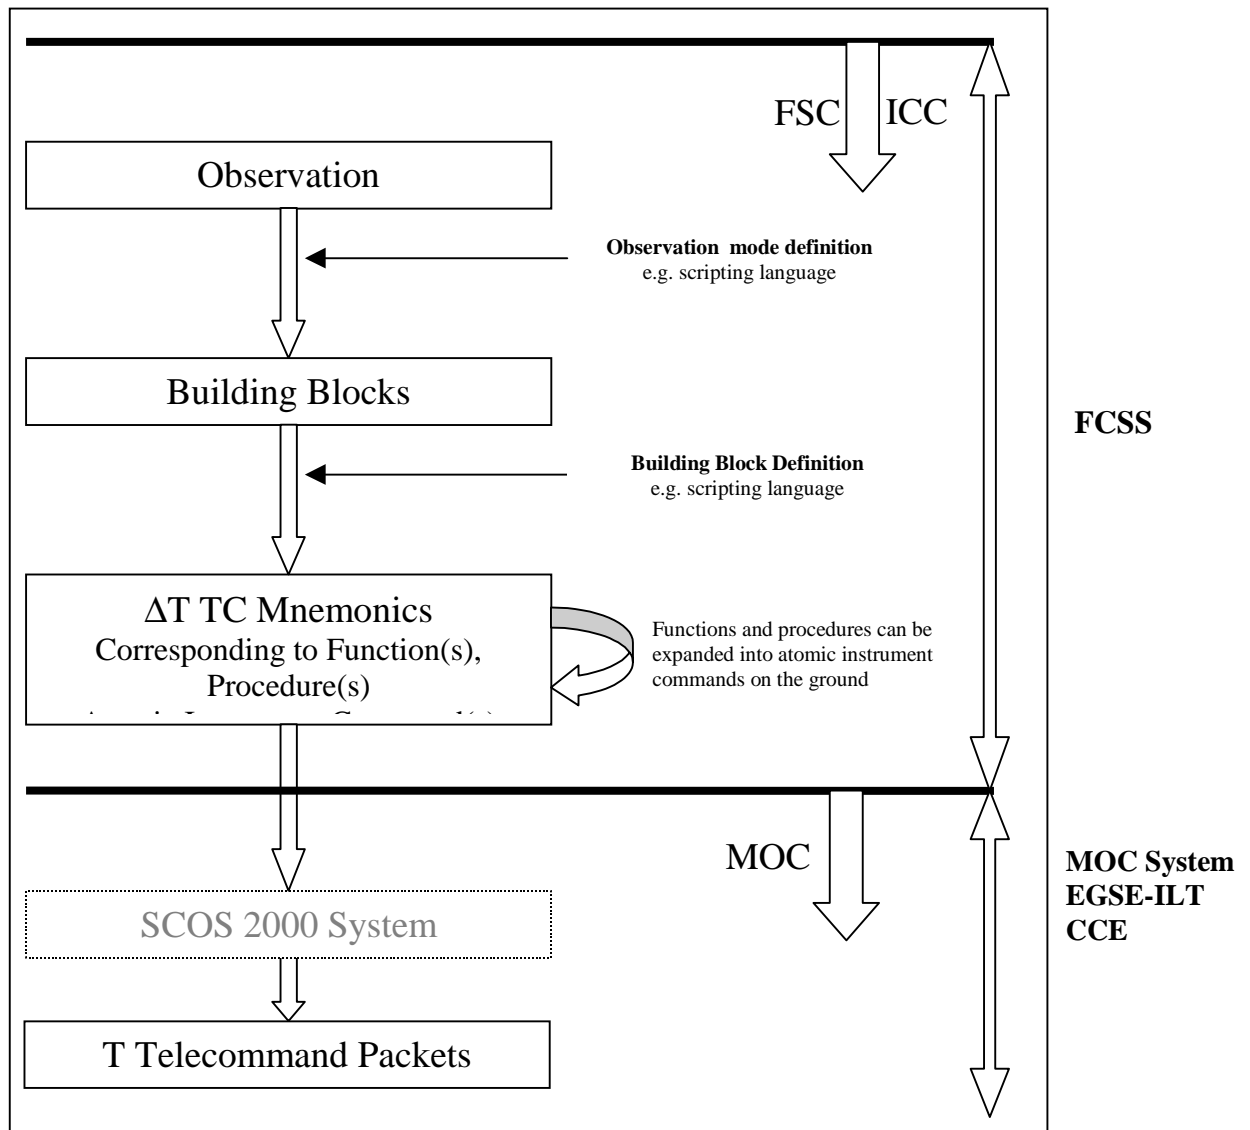 FSC ICC
Observation
Observation mode definition
e.g. scripting language
Building Blocks
FCSS
Building Block Definition
e.g. scripting language
ΔT TC Mnemonics
Corresponding to Function(s),
Procedure(s)
Functions and procedures can be
expanded into atomic instrument
commands on the ground
MOC
MOC System
EGSE-ILT
CCE
SCOS 2000 System
T Telecommand Packets